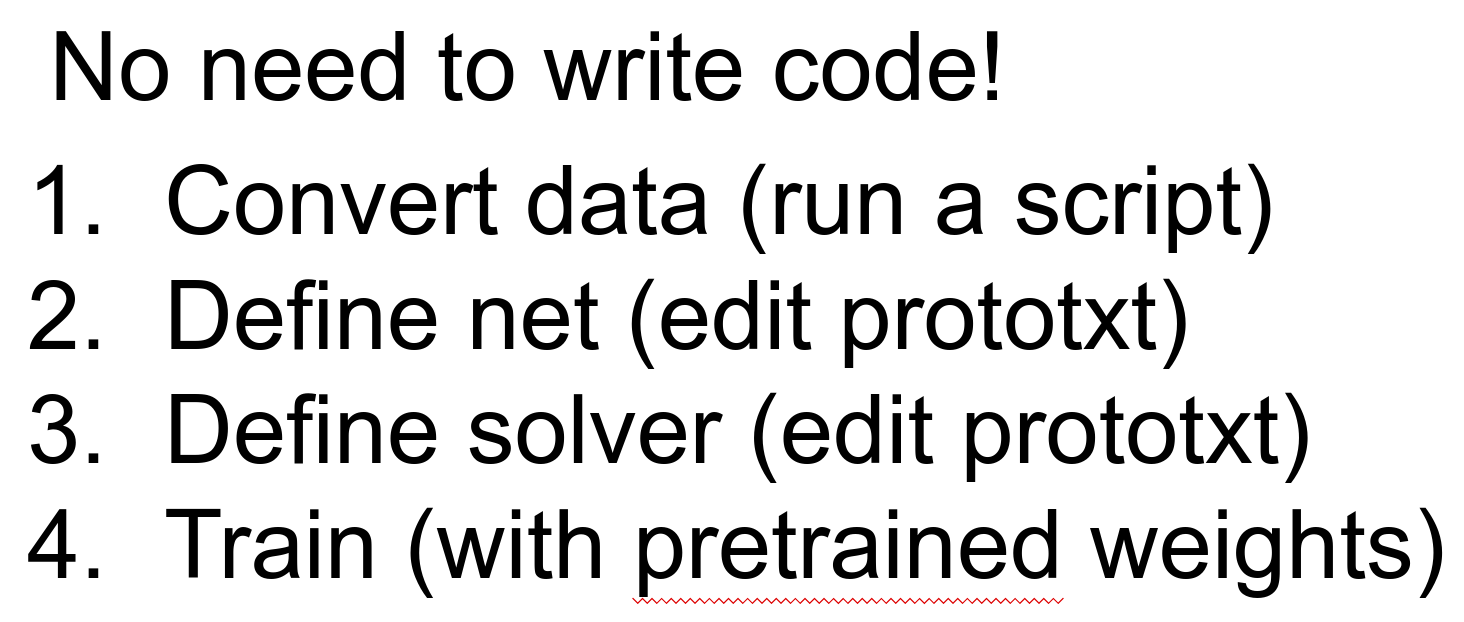 No need to write code!
1. Convert data (run a script)
2. Define net (edit prototxt)
3. Define solver (edit prototxt)
4. Train (with pretrained weights)